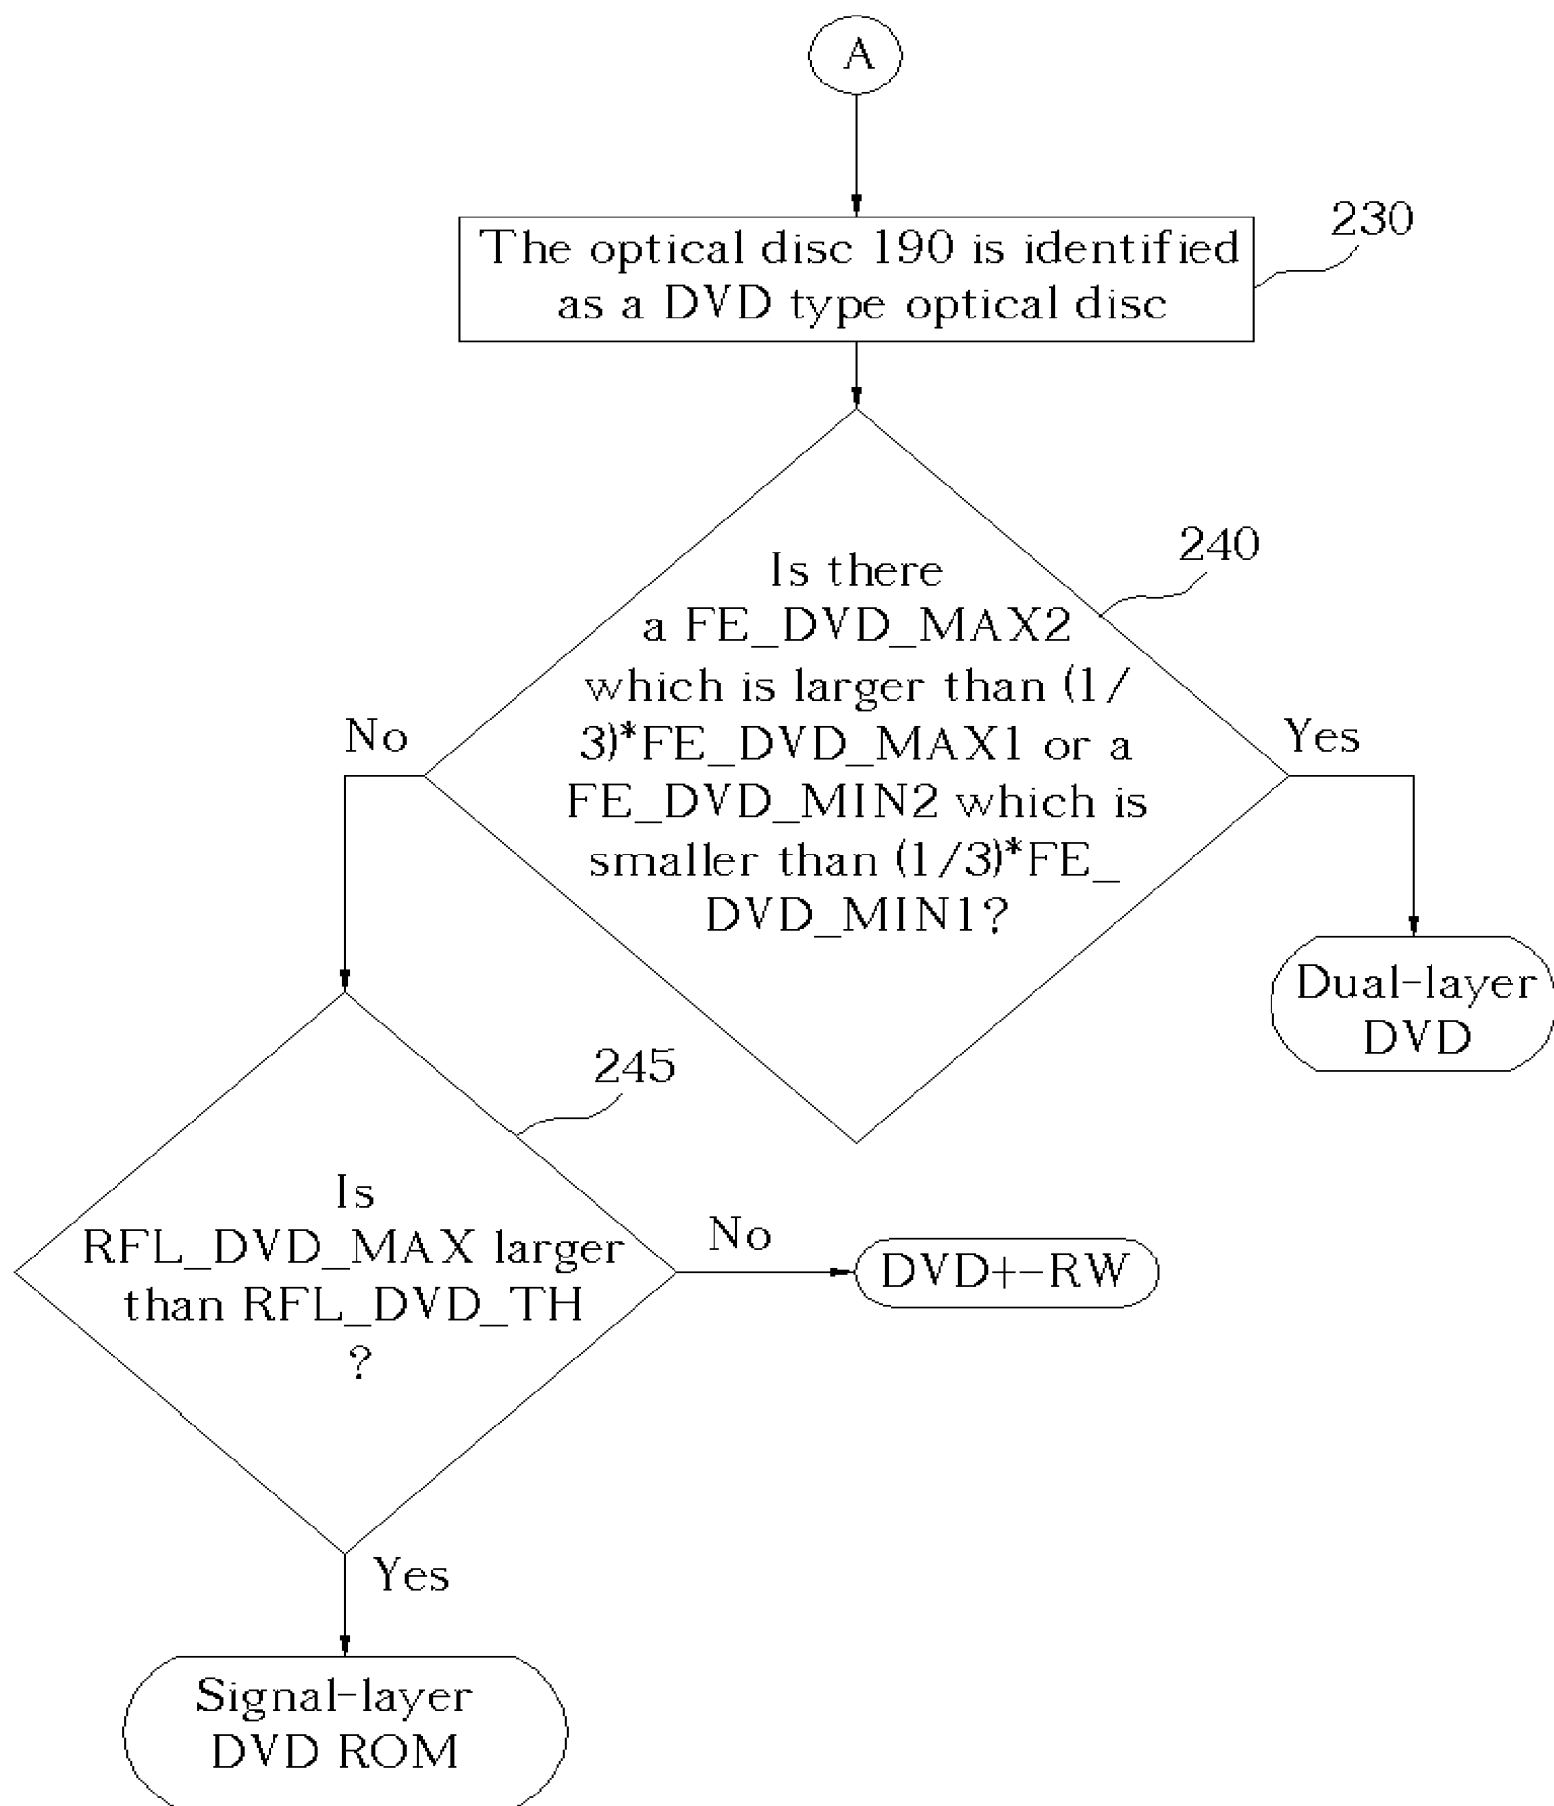 A
230
The optical disc 190 is identified
as a DVD type optical disc
240
Is there
a FE_DVD_MAX2
which is larger than (1/
3)*FE_DVD_MAX1 or a
FE_DVD_MIN2 which is
smaller than (1/3)*FE_
DVD_MIN1?
No
Yes
Dual-layer
DVD
245
Is
RFL_DVD_MAX larger
than RFL_DVD_TH
?
No
DVD+-RW
Yes
Signal-layer
DVD ROM